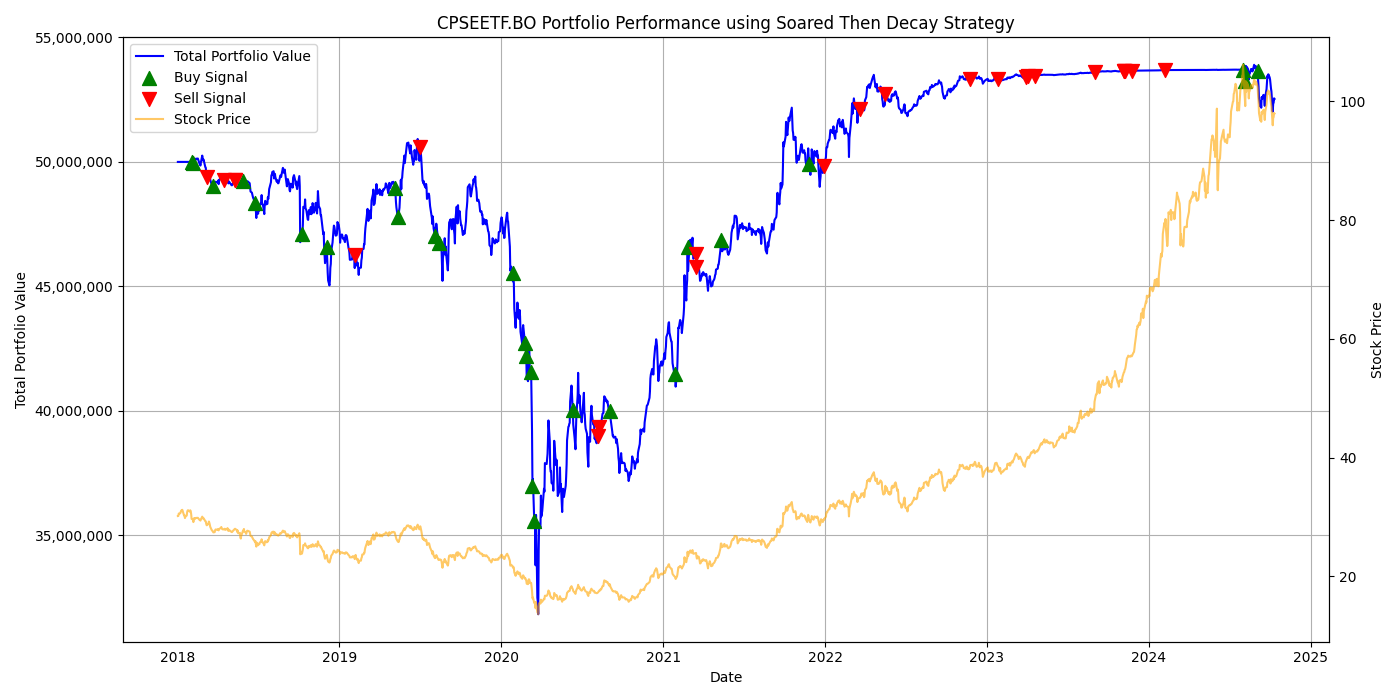 CPSEETF.BO Portfolio Performance using Soared Then Decay Strategy
Total Portfolio Value
Buy Signal
Sell Signal
Stock Price
55,000,000
50,000,000
45,000,000
40,000,000
35,000,000
Total Portfolio Value
100
80
60
40
20
Stock Price
2018 2019 2020 2021 2022 2023 2024 2025
Date